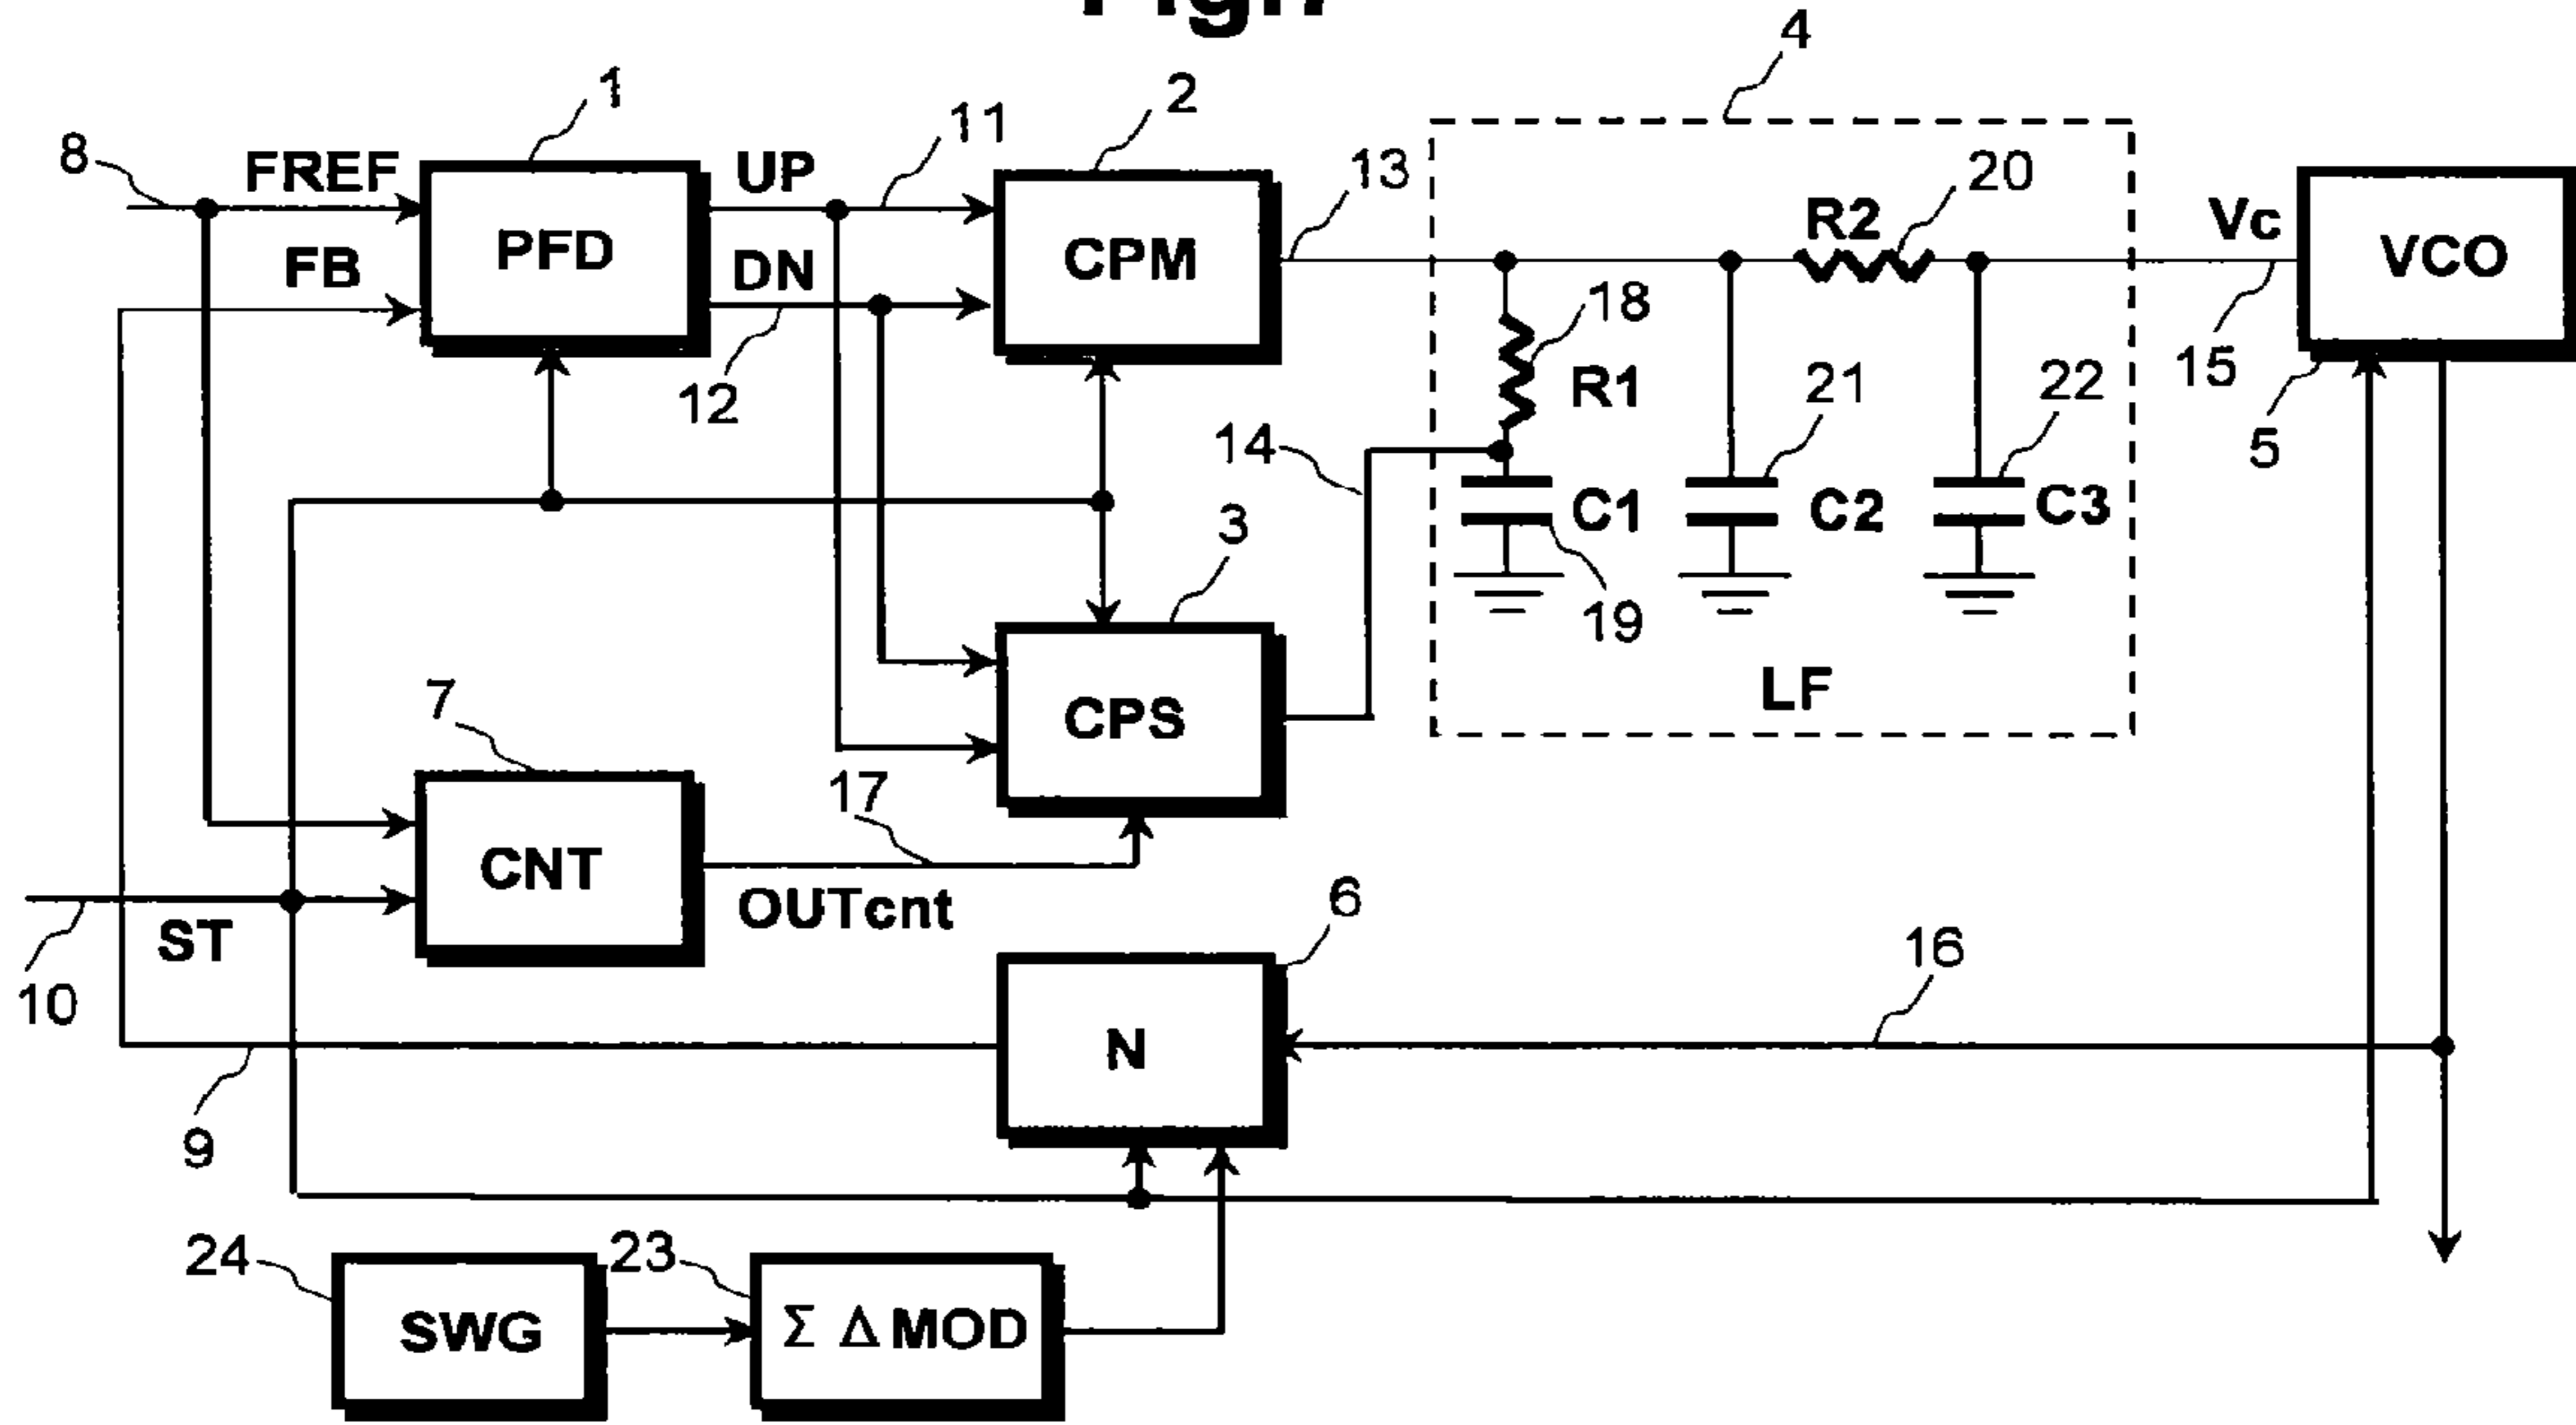 4
1
2
8
FREF
UP
11
13
20
R2
Vc
PFD
CPM
VCO
FB
DN
18
12
R1
21
22
15
14
5
C1
C2
C3
3
19
7
CPS
LF
17
CNT
OUTcnt
6
ST
16
10
N
9
24
23
SWG
Σ Δ MOD